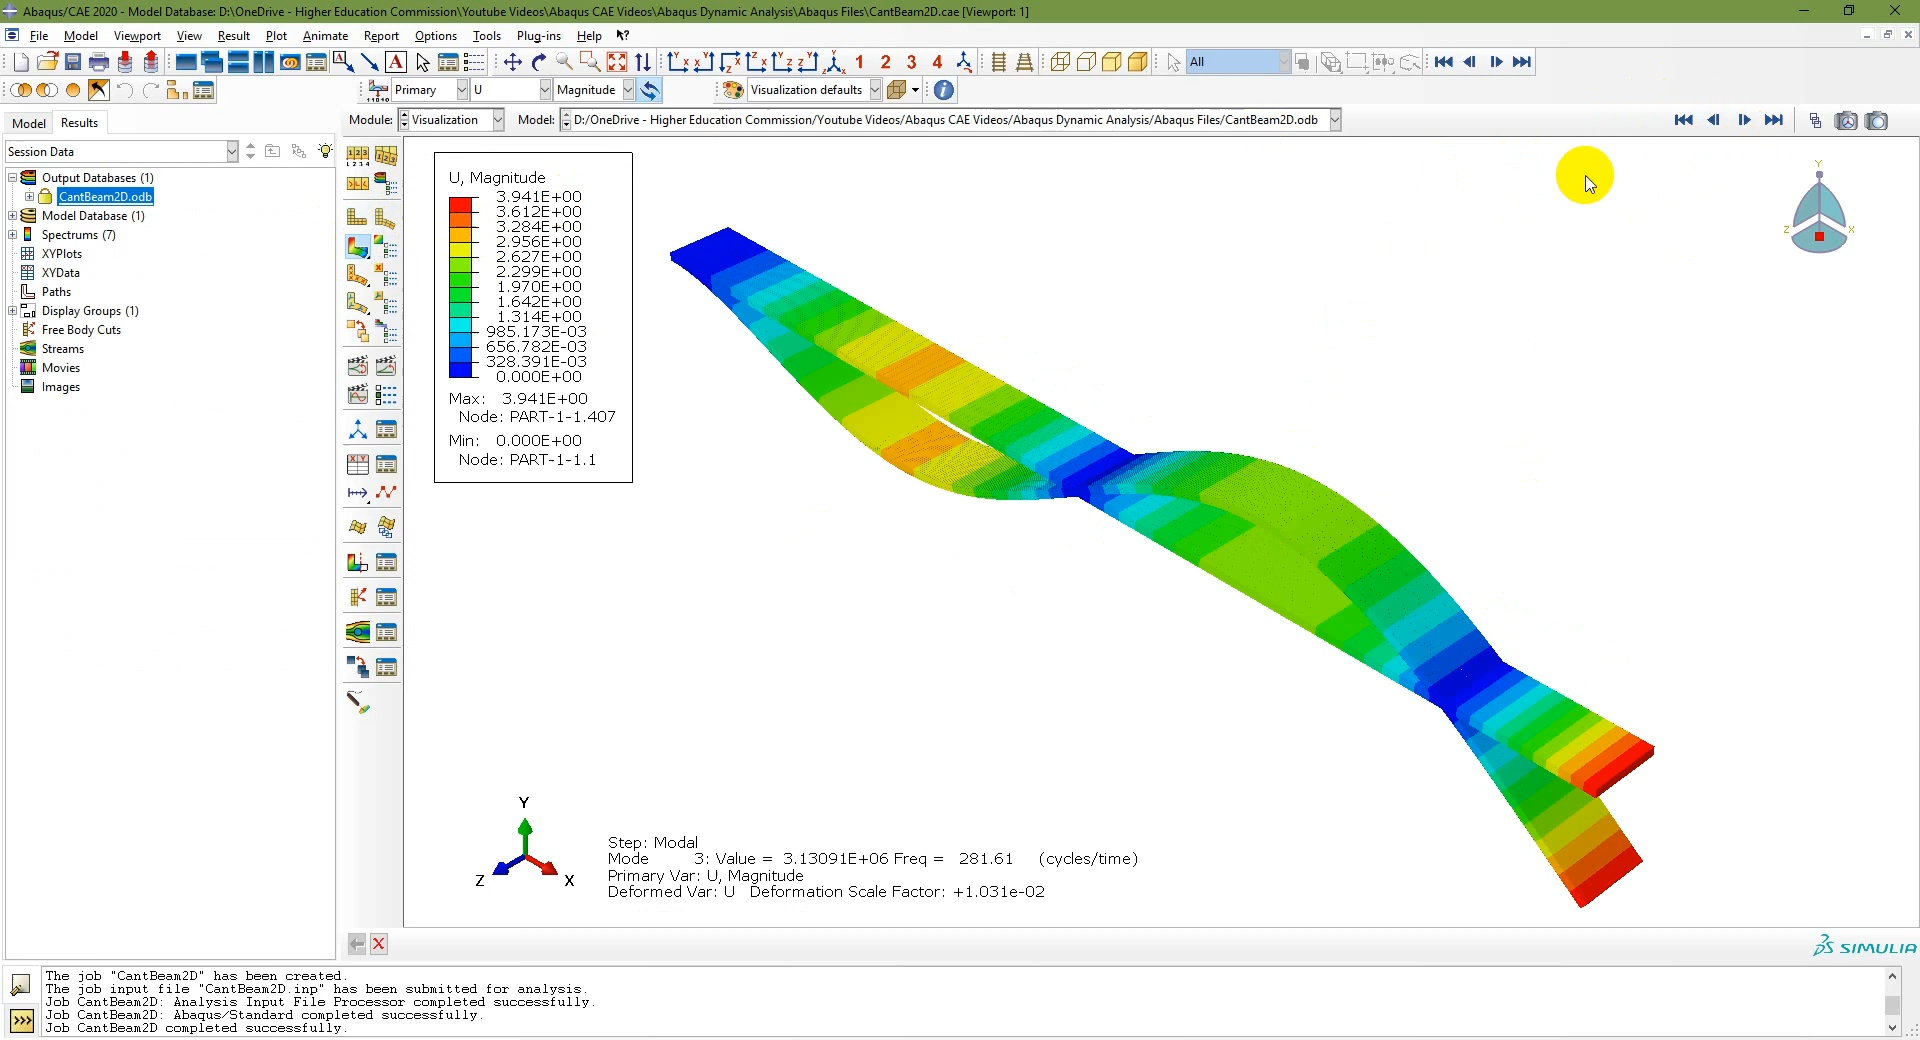 Abaqus/CAE 2020 - Model Database: D:\OneDrive - Higher Education Commission\Youtube Videos\Abaqus CAE Videos\Abaqus Dynamic Analysis\Abaqus Files\CantBeam2D.cae [Viewport: 1]
File Model Viewport View Result Plot Animate Report Options Tools Plug-ins Help
1 2 3 4 All
Primary U Magnitude Visualization defaults
Model Results
Module: Visualization Model: D:/OneDrive - Higher Education Commission/Youtube Videos/Abaqus CAE Videos/Abaqus Dynamic Analysis/Abaqus Files/CantBeam2D.odb
Session Data
Output Databases (1)
CantBeam2D.odb
Model Database (1)
Spectrums (7)
XYPlots
XYData
Paths
Display Groups (1)
Free Body Cuts
Streams
Movies
Images
U, Magnitude
3.941E+00
3.612E+00
3.284E+00
2.956E+00
2.627E+00
2.299E+00
1.970E+00
1.642E+00
1.314E+00
985.173E-03
656.782E-03
328.391E-03
0.000E+00
Max: 3.941E+00
Node: PART-1-1.407
Min: 0.000E+00
Node: PART-1-1.1
Y
Z X
Y
Z X
Step: Modal
Mode 3: Value = 3.13091E+06 Freq = 281.61 (cycles/time)
Primary Var: U, Magnitude
Deformed Var: U Deformation Scale Factor: +1.031e-02
SIMULIA
The job "CantBeam2D" has been created.
The job input file "CantBeam2D.inp" has been submitted for analysis.
Job CantBeam2D: Analysis Input File Processor completed successfully.
Job CantBeam2D: Abaqus/Standard completed successfully.
Job CantBeam2D completed successfully.